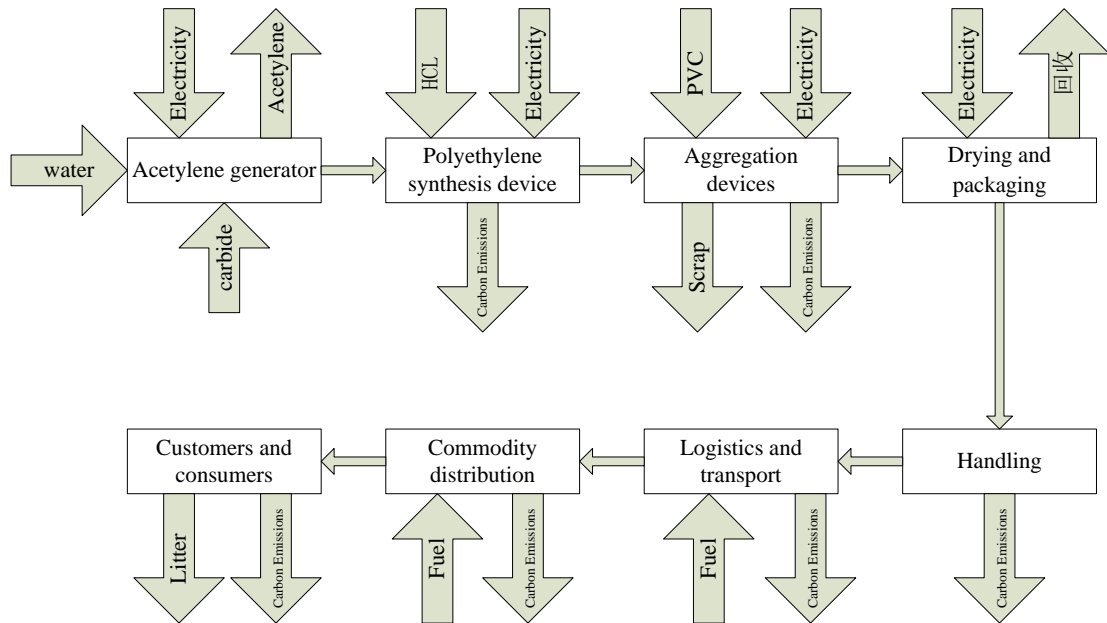 Electricity
Acetylene
HCL
Electricity
PVC
Electricity
Electricity
回收
water
Acetylene generator
Polyethylene
synthesis device
Aggregation
devices
Drying and
packaging
carbide
Carbon Emissions
Scrap
Carbon Emissions
Customers and
consumers
Commodity
distribution
Logistics and
transport
Handling
Litter
Carbon Emissions
Fuel
Carbon Emissions
Fuel
Carbon Emissions
Carbon Emissions